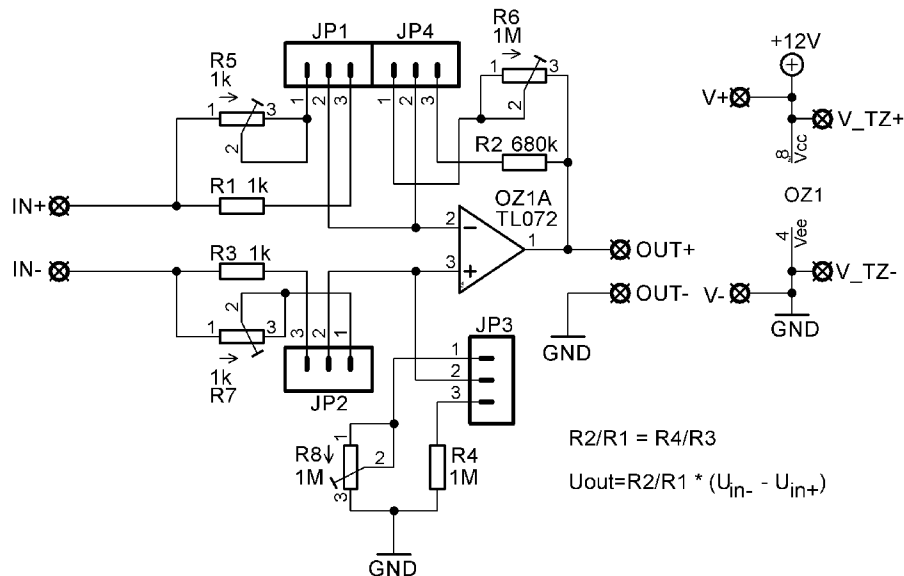 JP1 JP4
R6
1M
R5
1k
1 3
2
1 2 3
1 2 3
1 3
2
R2 680k
R1 1k
IN+
OZ1A
TL072
2
3
1
OUT+
OUT-
GND
+12V
V+
V_TZ+
8
Vcc
OZ1
4
Vee
V_TZ-
V-
GND
IN-
R3 1k
2
1 3
1k
R7
3 2 1
JP2
JP3
1
2
3
R8
1M
1
2
3
R4
1M
GND
R2/R1 = R4/R3
Uout=R2/R1 * (Uin- - Uin+)